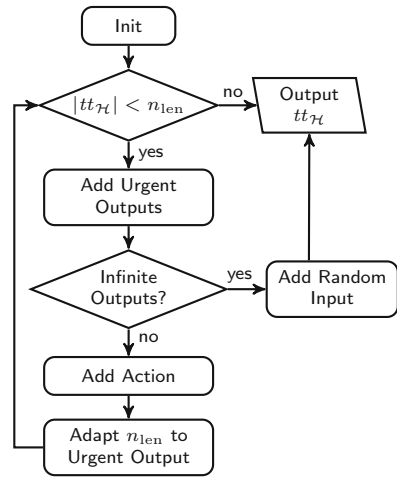 Init
|tt_ℋ| < n_len
no
Output
tt_ℋ
yes
Add Urgent
Outputs
Infinite
Outputs?
yes
Add Random
Input
no
Add Action
Adapt n_len to
Urgent Output